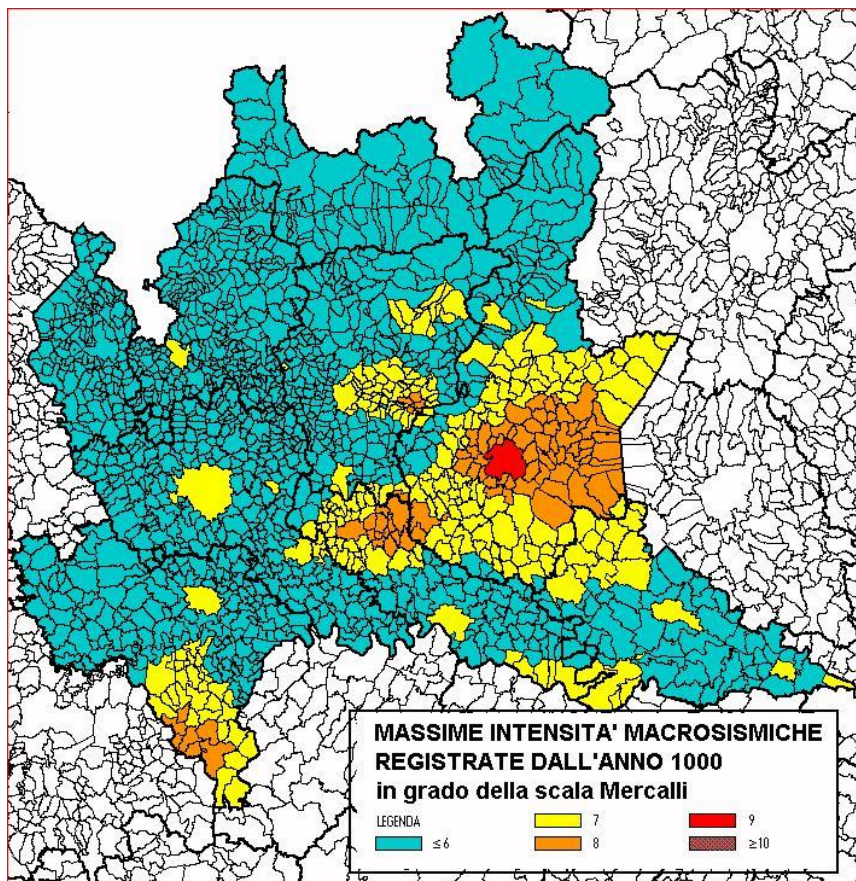 MASSIME INTENSITA' MACROSISMICHE
REGISTRATE DALL'ANNO 1000
in grado della scala Mercalli
LEGENDA
≤6
7
8
9
≥10